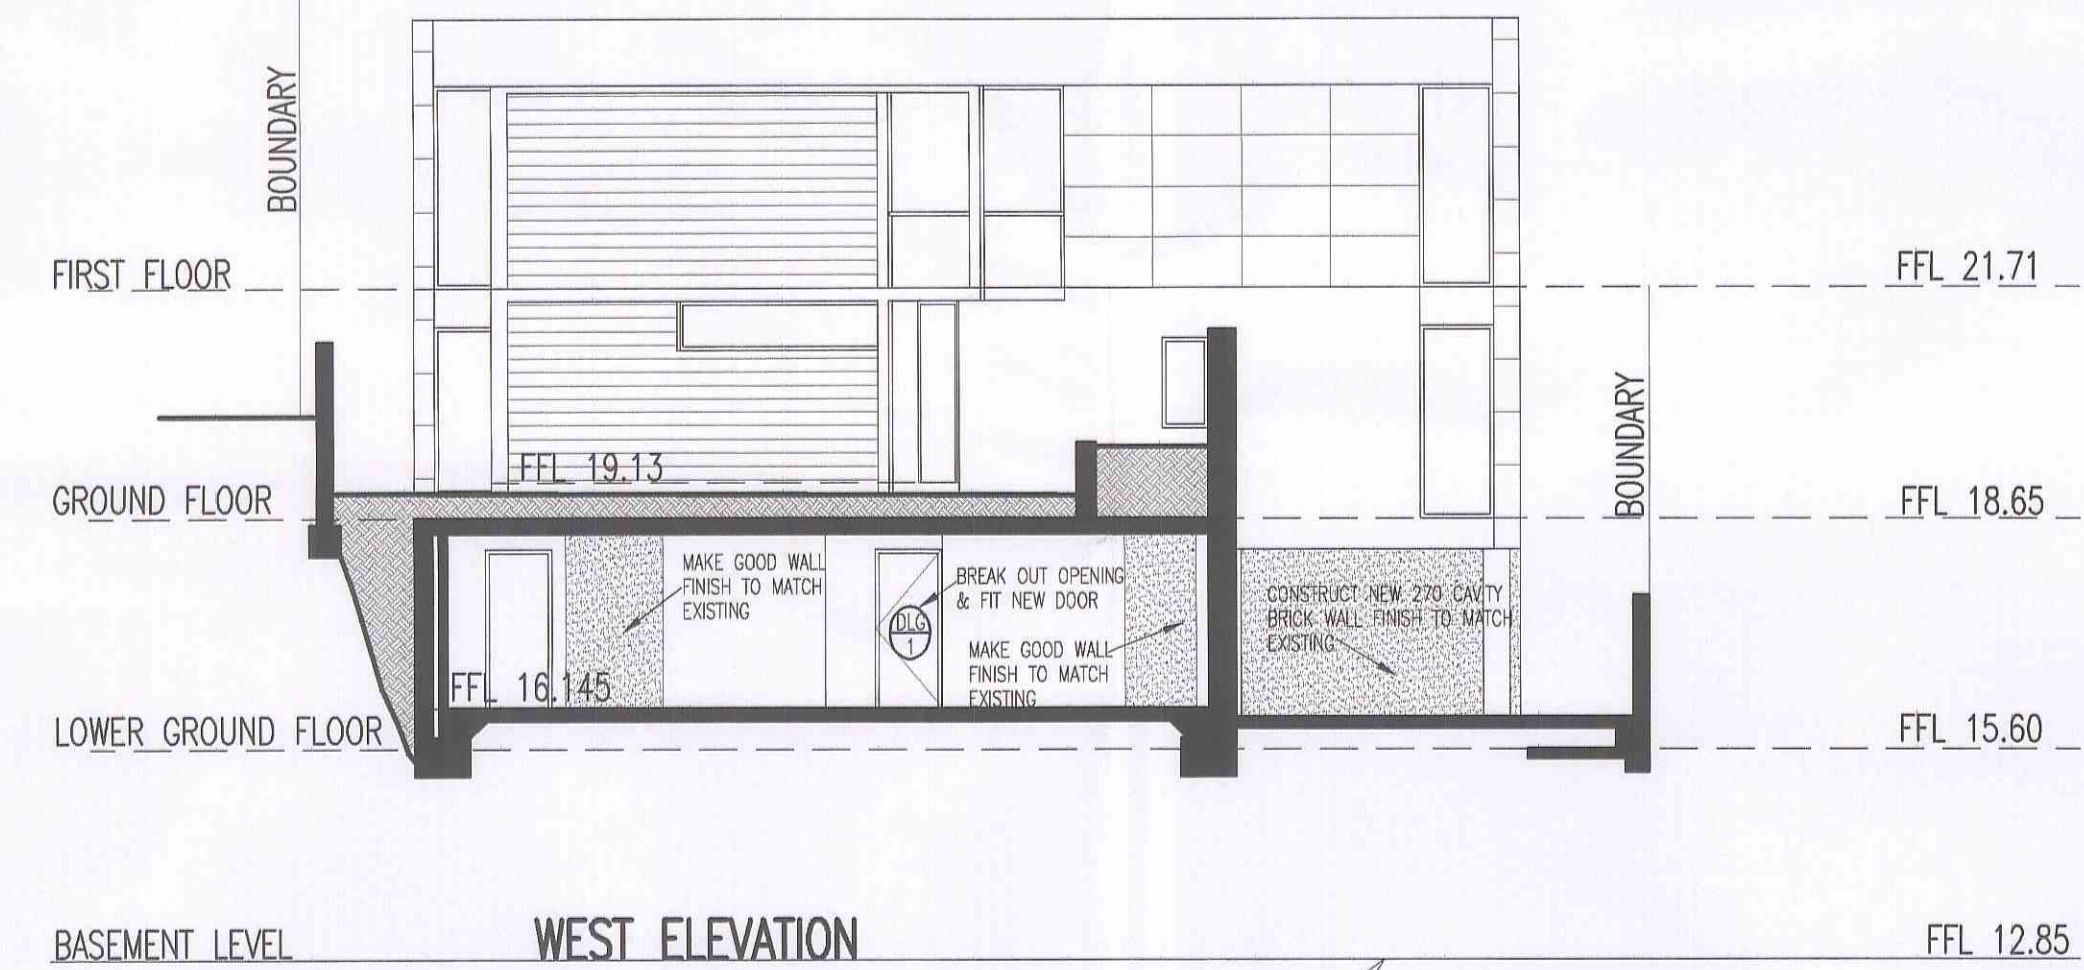 BOUNDARY
FIRST FLOOR
FFL 21.71
BOUNDARY
FFL 19.13
GROUND FLOOR
FFL 18.65
MAKE GOOD WALL
FINISH TO MATCH
EXISTING
BREAK OUT OPENING
& FIT NEW DOOR
DLG
1
MAKE GOOD WALL
FINISH TO MATCH
EXISTING
CONSTRUCT NEW 270 CAVITY
BRICK WALL FINISH TO MATCH
EXISTING
FFL 16.145
LOWER GROUND FLOOR
FFL 15.60
BASEMENT LEVEL
WEST ELEVATION
FFL 12.85